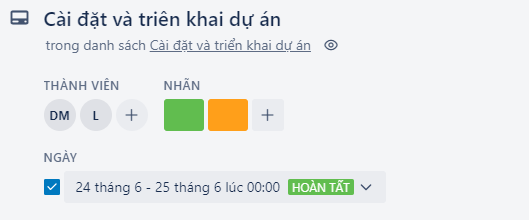 Cài đặt và triên khai dự án
trong danh sách Cài đặt và triển khai dự án
THÀNH VIÊN NHÃN
DM L + +
NGÀY
24 tháng 6 - 25 tháng 6 lúc 00:00 HOÀN TẤT